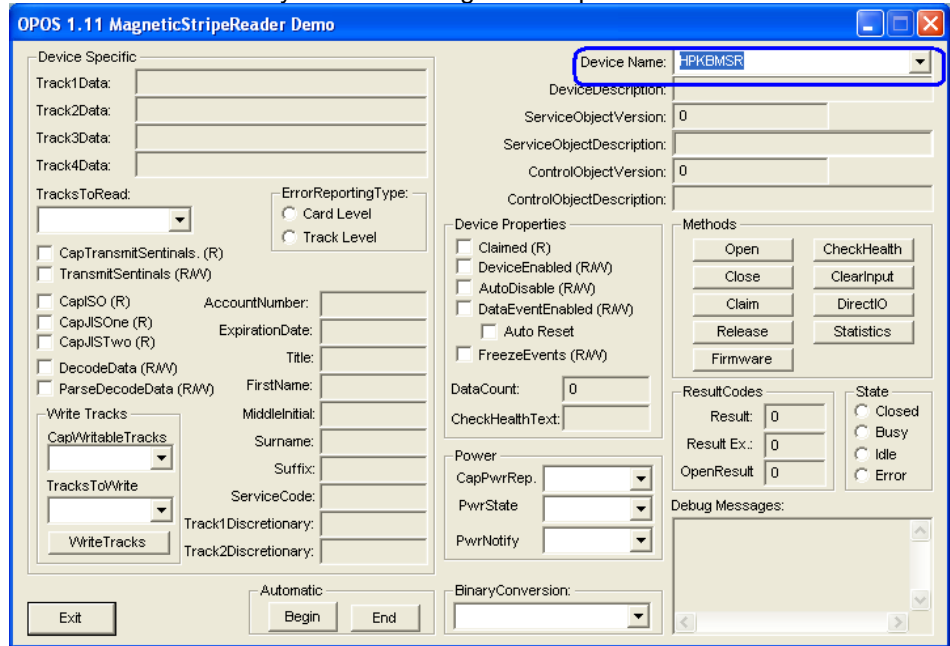 OPOS 1.11 MagneticStripeReader Demo
Device Specific
Track1Data:
Track2Data:
Track3Data:
Track4Data:
TracksToRead:
ErrorReportingType:
Card Level
Track Level
CapTransmitSentinals. (R)
TransmitSentinals (R/W)
CapISO (R)
CapJISOne (R)
CapJISTwo (R)
DecodeData (R/W)
ParseDecodeData (R/W)
AccountNumber:
ExpirationDate:
Title:
FirstName:
MiddleInitial:
Surname:
Suffix:
ServiceCode:
Track1Discretionary:
Track2Discretionary:
Write Tracks
CapWritableTracks
TracksToWrite
WriteTracks
Device Name: HPKBMSR
DeviceDescription:
ServiceObjectVersion: 0
ServiceObjectDescription:
ControlObjectVersion: 0
ControlObjectDescription:
Device Properties
Claimed (R)
DeviceEnabled (R/W)
AutoDisable (R/W)
DataEventEnabled (R/W)
Auto Reset
FreezeEvents (R/W)
DataCount: 0
CheckHealthText:
Methods
Open CheckHealth
Close ClearInput
Claim DirectIO
Release Statistics
Firmware
ResultCodes
Result: 0
Result Ex.: 0
OpenResult 0
State
Closed
Busy
Idle
Error
Power
CapPwrRep.
PwrState
PwrNotify
Debug Messages:
Exit
Automatic
Begin End
BinaryConversion: